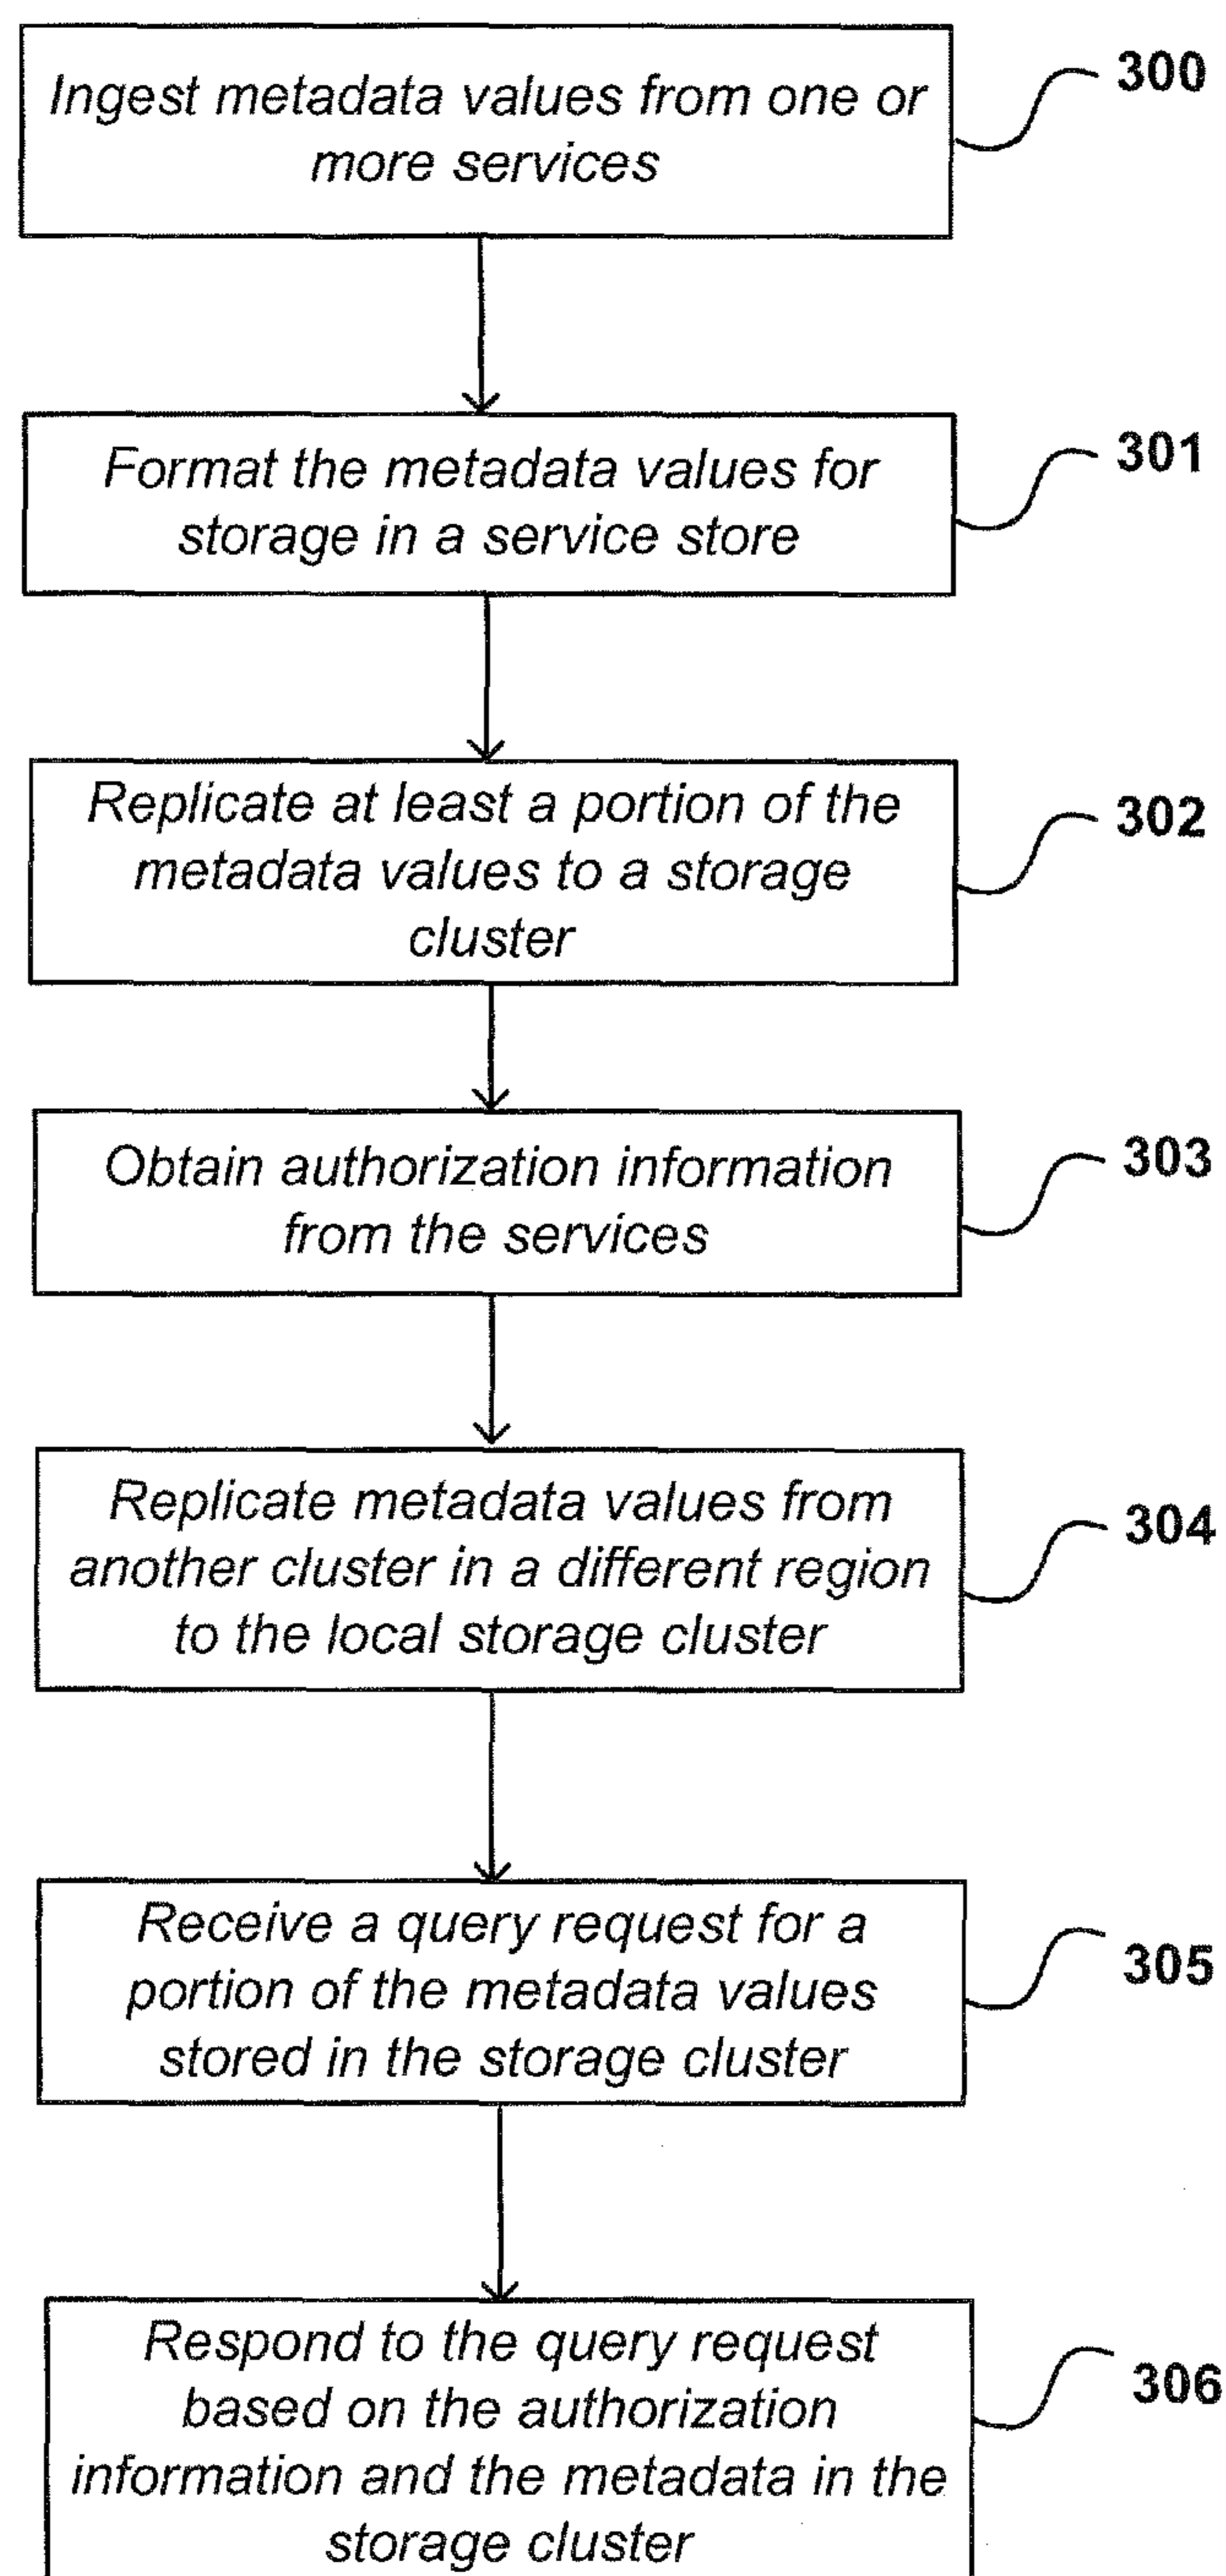 Ingest metadata values from one or
more services
300
Format the metadata values for
storage in a service store
301
Replicate at least a portion of the
metadata values to a storage
cluster
302
Obtain authorization information
from the services
303
Replicate metadata values from
another cluster in a different region
to the local storage cluster
304
Receive a query request for a
portion of the metadata values
stored in the storage cluster
305
Respond to the query request
based on the authorization
information and the metadata in the
storage cluster
306